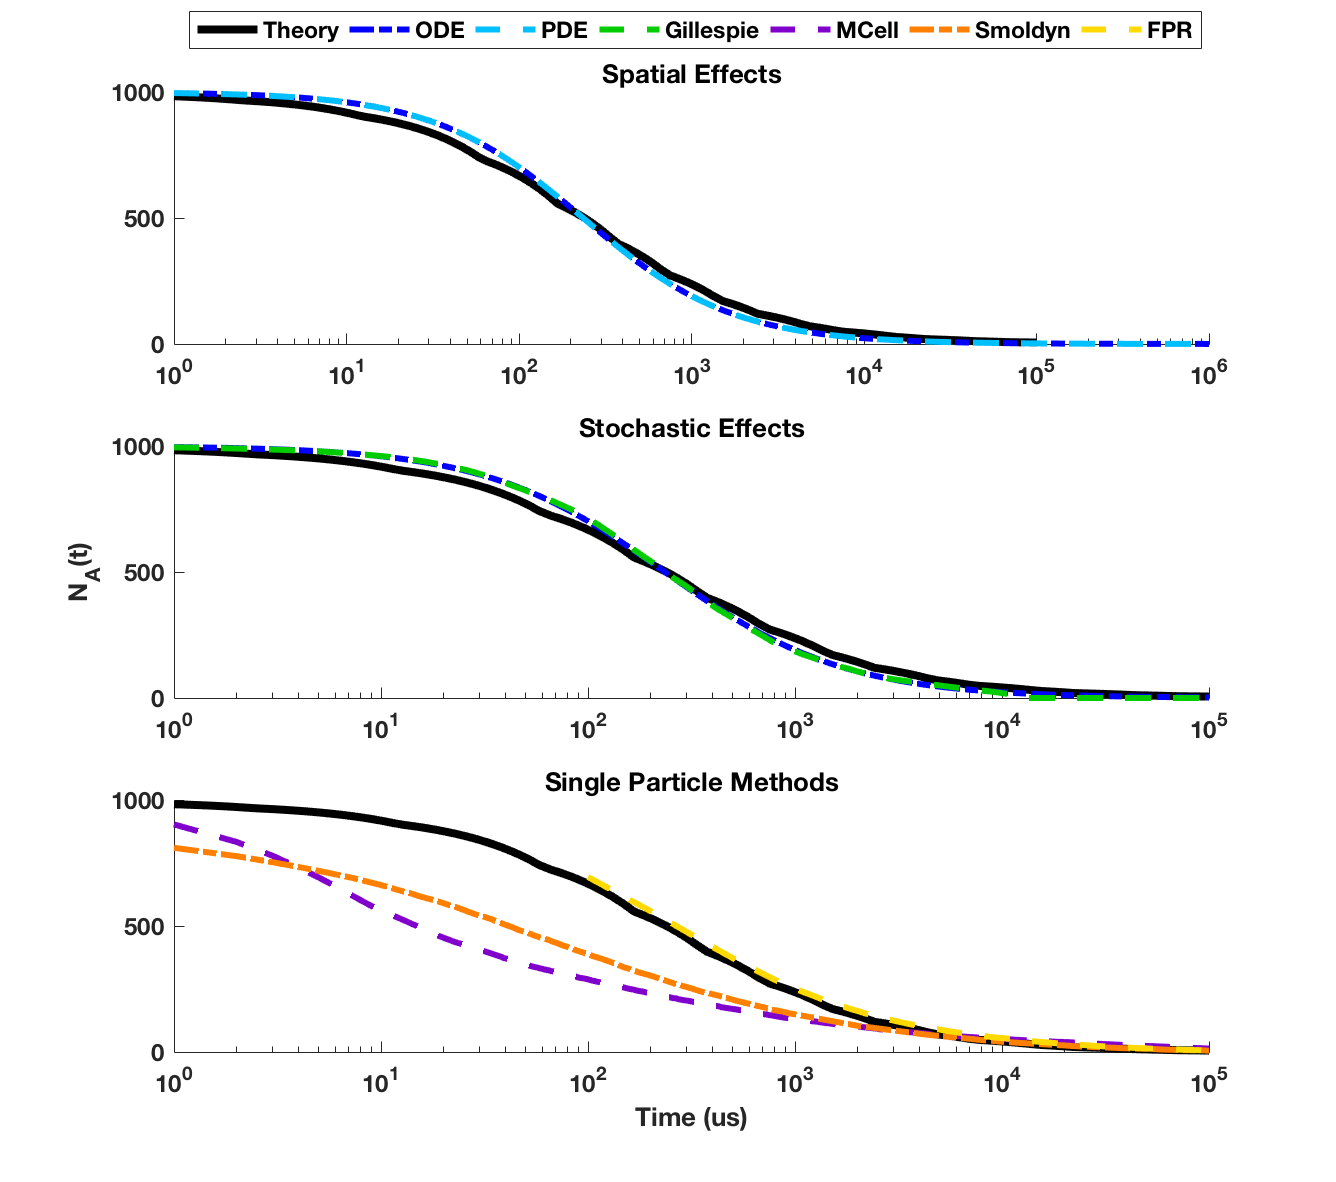 Theory ODE PDE Gillespie MCell Smoldyn FPR
Spatial Effects
1000
500
0
10^0 10^1 10^2 10^3 10^4 10^5 10^6
Stochastic Effects
1000
500
0
10^0 10^1 10^2 10^3 10^4 10^5
N_A(t)
Single Particle Methods
1000
500
0
10^0 10^1 10^2 10^3 10^4 10^5
Time (us)